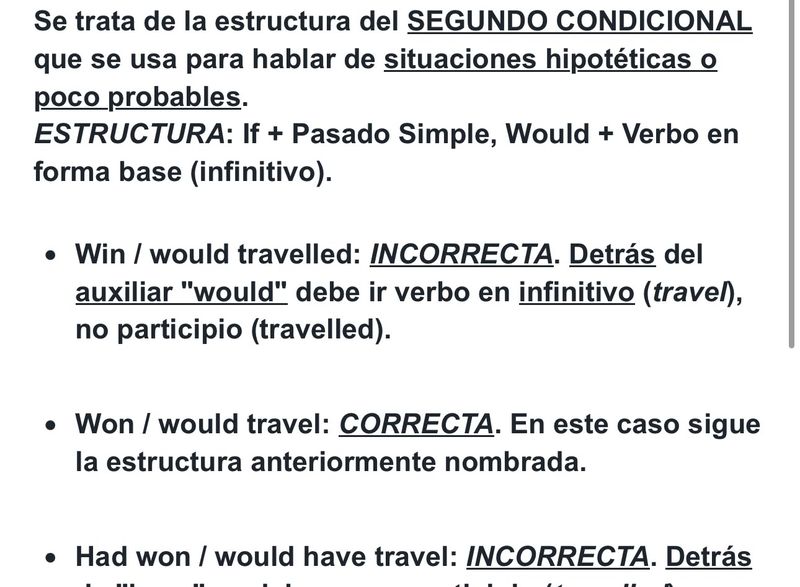 Se trata de la estructura del SEGUNDO CONDICIONAL
que se usa para hablar de situaciones hipotéticas o
poco probables.
ESTRUCTURA: If + Pasado Simple, Would + Verbo en
forma base (infinitivo).
• Win / would travelled: INCORRECTA. Detrás del
auxiliar "would" debe ir verbo en infinitivo (travel),
no participio (travelled).
• Won / would travel: CORRECTA. En este caso sigue
la estructura anteriormente nombrada.
• Had won / would have travel: INCORRECTA. Detrás